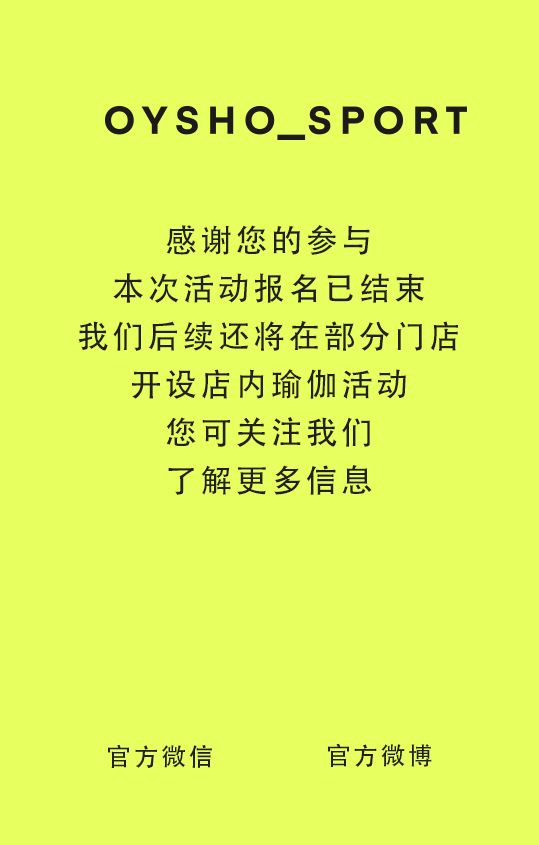 OYSHO_SPORT
感谢您的参与
本次活动报名已结束
我们后续还将在部分门店
开设店内瑜伽活动
您可关注我们
了解更多信息
官方微信
官方微博